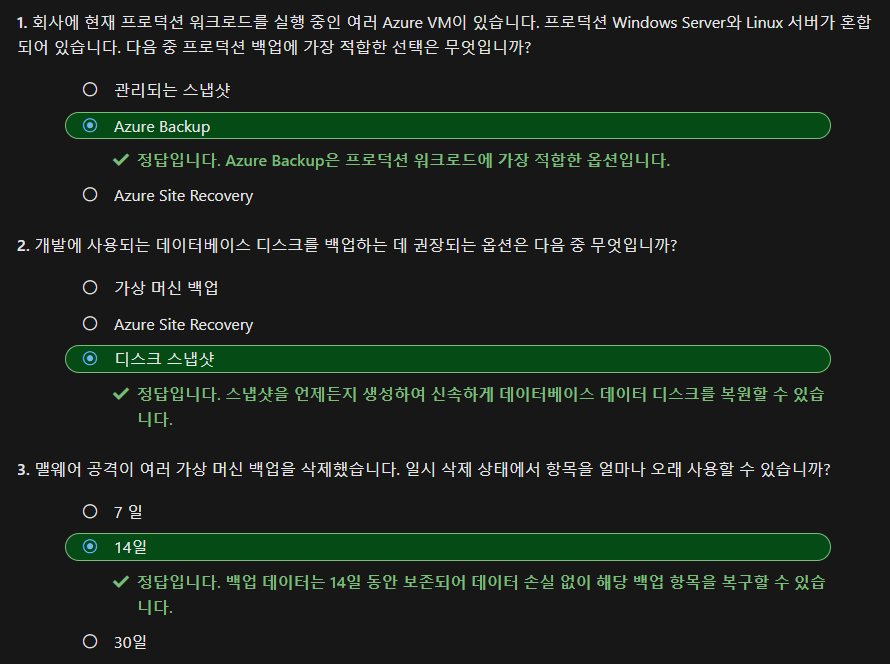 1. 회사에 현재 프로덕션 워크로드를 실행 중인 여러 Azure VM이 있습니다. 프로덕션 Windows Server와 Linux 서버가 혼합
되어 있습니다. 다음 중 프로덕션 백업에 가장 적합한 선택은 무엇입니까?
관리되는 스냅샷
Azure Backup
정답입니다. Azure Backup은 프로덕션 워크로드에 가장 적합한 옵션입니다.
Azure Site Recovery
2. 개발에 사용되는 데이터베이스 디스크를 백업하는 데 권장되는 옵션은 다음 중 무엇입니까?
가상 머신 백업
Azure Site Recovery
디스크 스냅샷
정답입니다. 스냅샷을 언제든지 생성하여 신속하게 데이터베이스 데이터 디스크를 복원할 수 있습
니다.
3. 맬웨어 공격이 여러 가상 머신 백업을 삭제했습니다. 일시 삭제 상태에서 항목을 얼마나 오래 사용할 수 있습니까?
7 일
14일
정답입니다. 백업 데이터는 14일 동안 보존되어 데이터 손실 없이 해당 백업 항목을 복구할 수 있습
니다.
30일